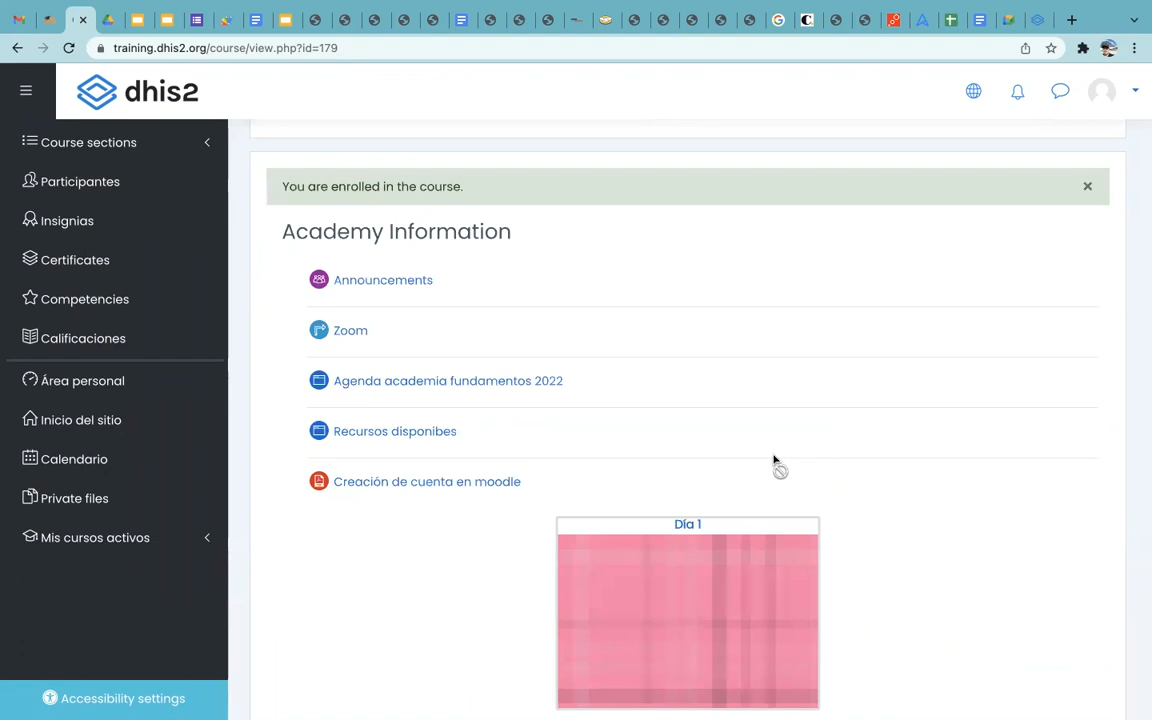 training.dhis2.org/course/view.php?id=179
dhis2
Course sections
Participantes
Insignias
Certificates
Competencies
Calificaciones
Área personal
Inicio del sitio
Calendario
Private files
Mis cursos activos
Accessibility settings
You are enrolled in the course.
Academy Information
Announcements
Zoom
Agenda academia fundamentos 2022
Recursos disponibes
Creación de cuenta en moodle
Día 1